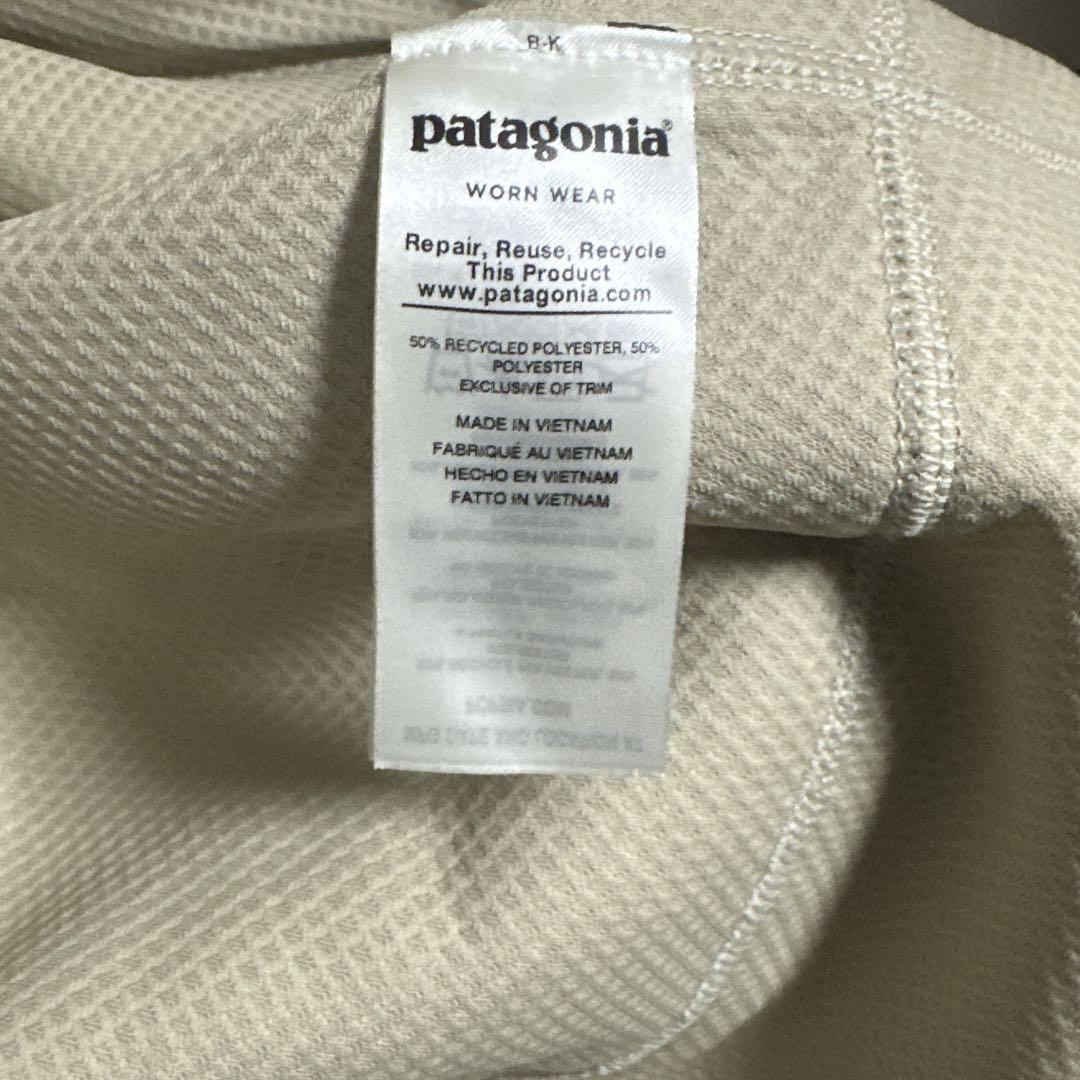 B-K
patagonia®
WORN WEAR
Repair, Reuse, Recycle
This Product
www.patagonia.com
50% RECYCLED POLYESTER, 50%
POLYESTER
EXCLUSIVE OF TRIM
MADE IN VIETNAM
FABRIQUÉ AU VIETNAM
HECHO EN VIETNAM
FATTO IN VIETNAM